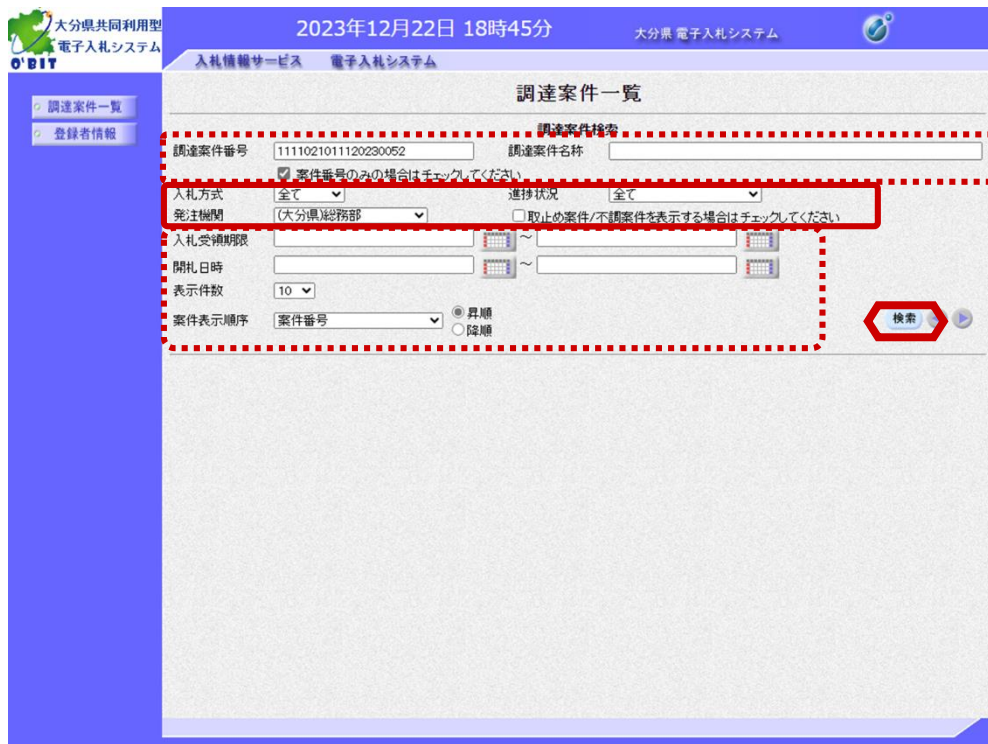 大分県共同利用型
電子入札システム
O'BIT
2023年12月22日 18時45分
大分県 電子入札システム
入札情報サービス 電子入札システム
調達案件一覧
登録者情報
調達案件一覧
調達案件検索
調達案件番号 1111021011120230052 調達案件名称
案件番号のみの場合はチェックしてください
入札方式 全て 進捗状況 全て
発注機関 (大分県)総務部 取止め案件/不調案件を表示する場合はチェックしてください
入札受領期限 ～
開札日時 ～
表示件数 10
案件表示順序 案件番号 昇順
降順
検索